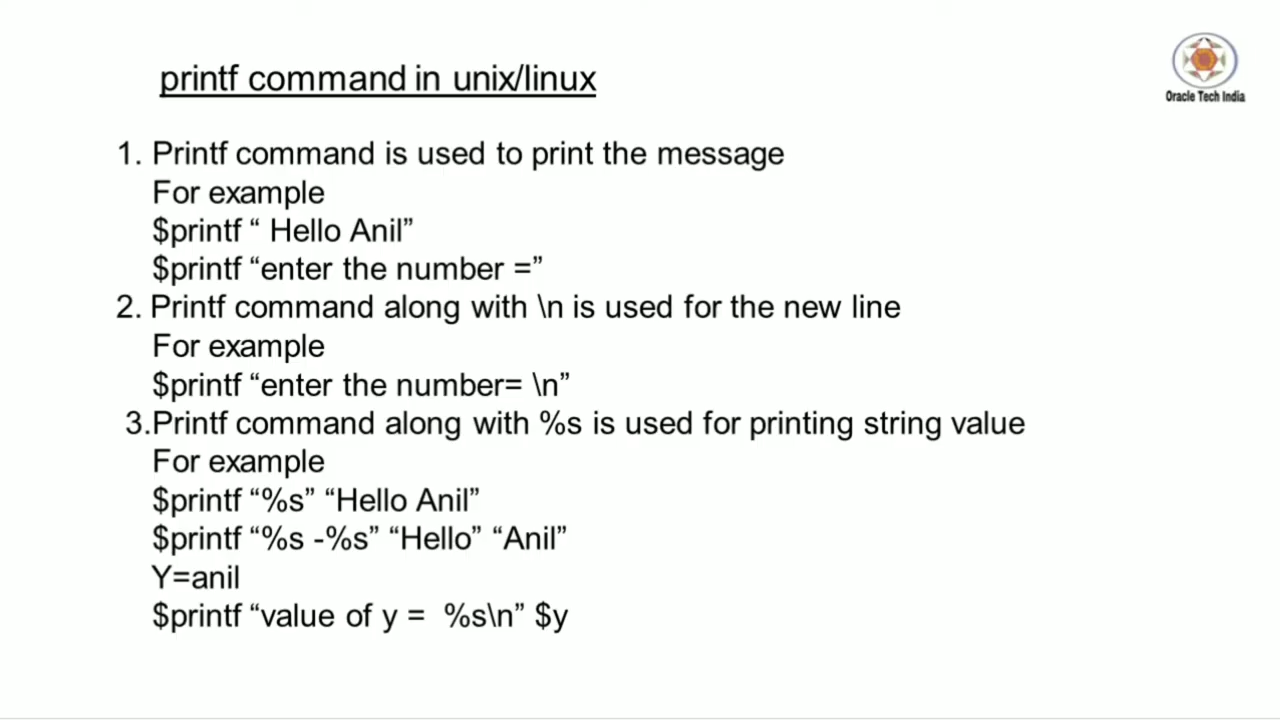 printf command in unix/linux
Oracle Tech India
1. Printf command is used to print the message
For example
$printf “ Hello Anil”
$printf “enter the number =”
2. Printf command along with \n is used for the new line
For example
$printf “enter the number= \n”
3.Printf command along with %s is used for printing string value
For example
$printf “%s” “Hello Anil”
$printf “%s -%s” “Hello” “Anil”
Y=anil
$printf “value of y =  %s\n” $y